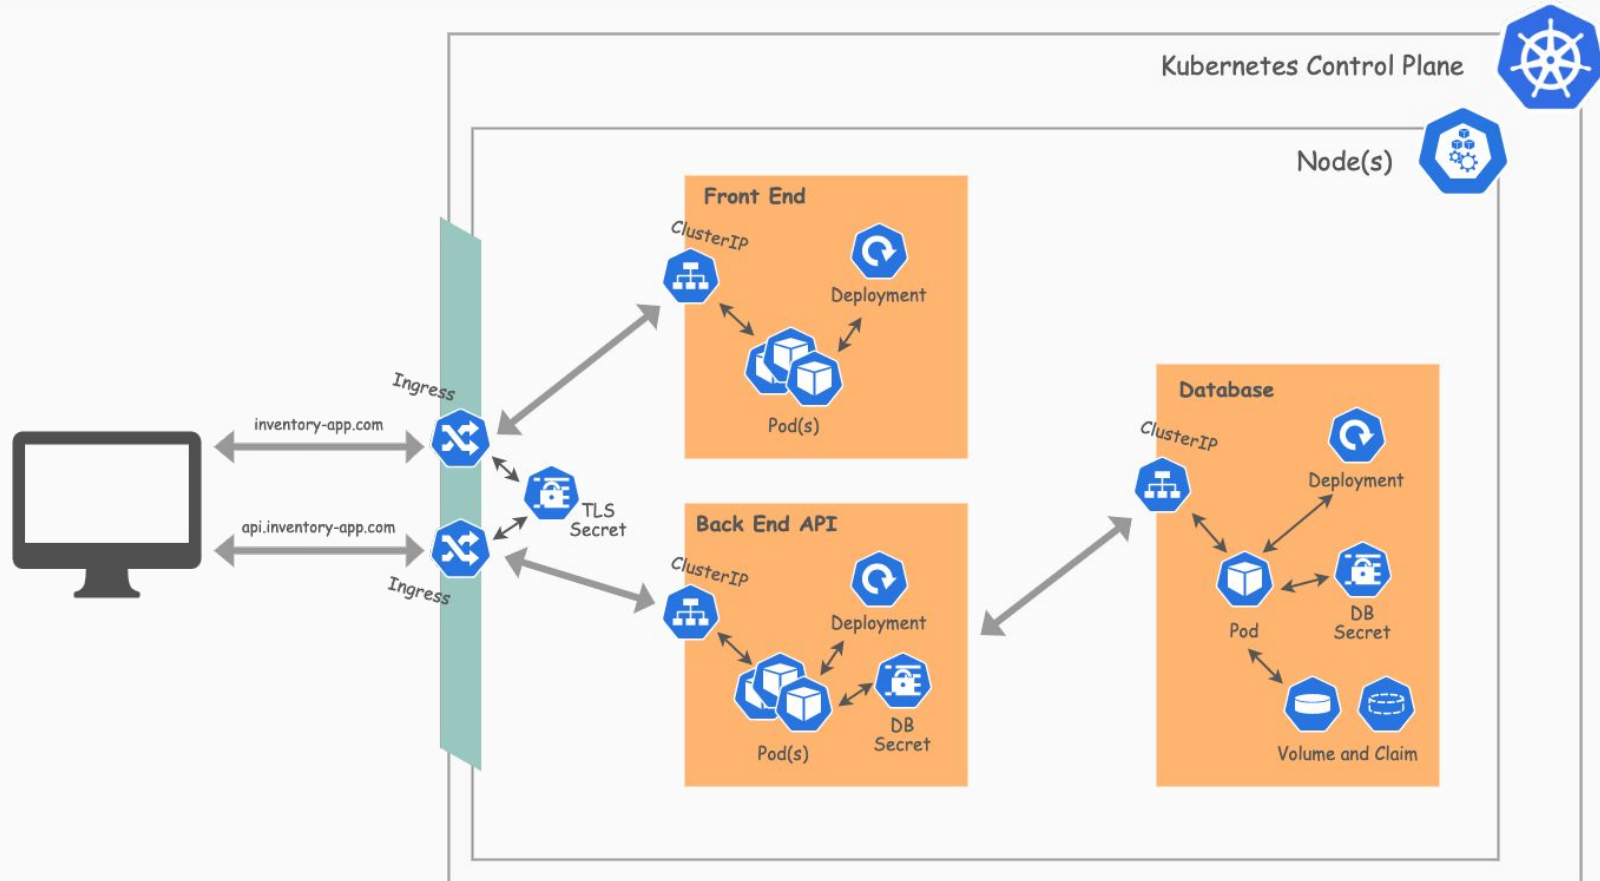 Kubernetes Control Plane
Node(s)
Front End
ClusterIP
Deployment
Pod(s)
Ingress
inventory-app.com
TLS
Secret
api.inventory-app.com
Ingress
Back End API
ClusterIP
Deployment
DB
Secret
Pod(s)
Database
ClusterIP
Deployment
DB
Secret
Pod
Volume and Claim